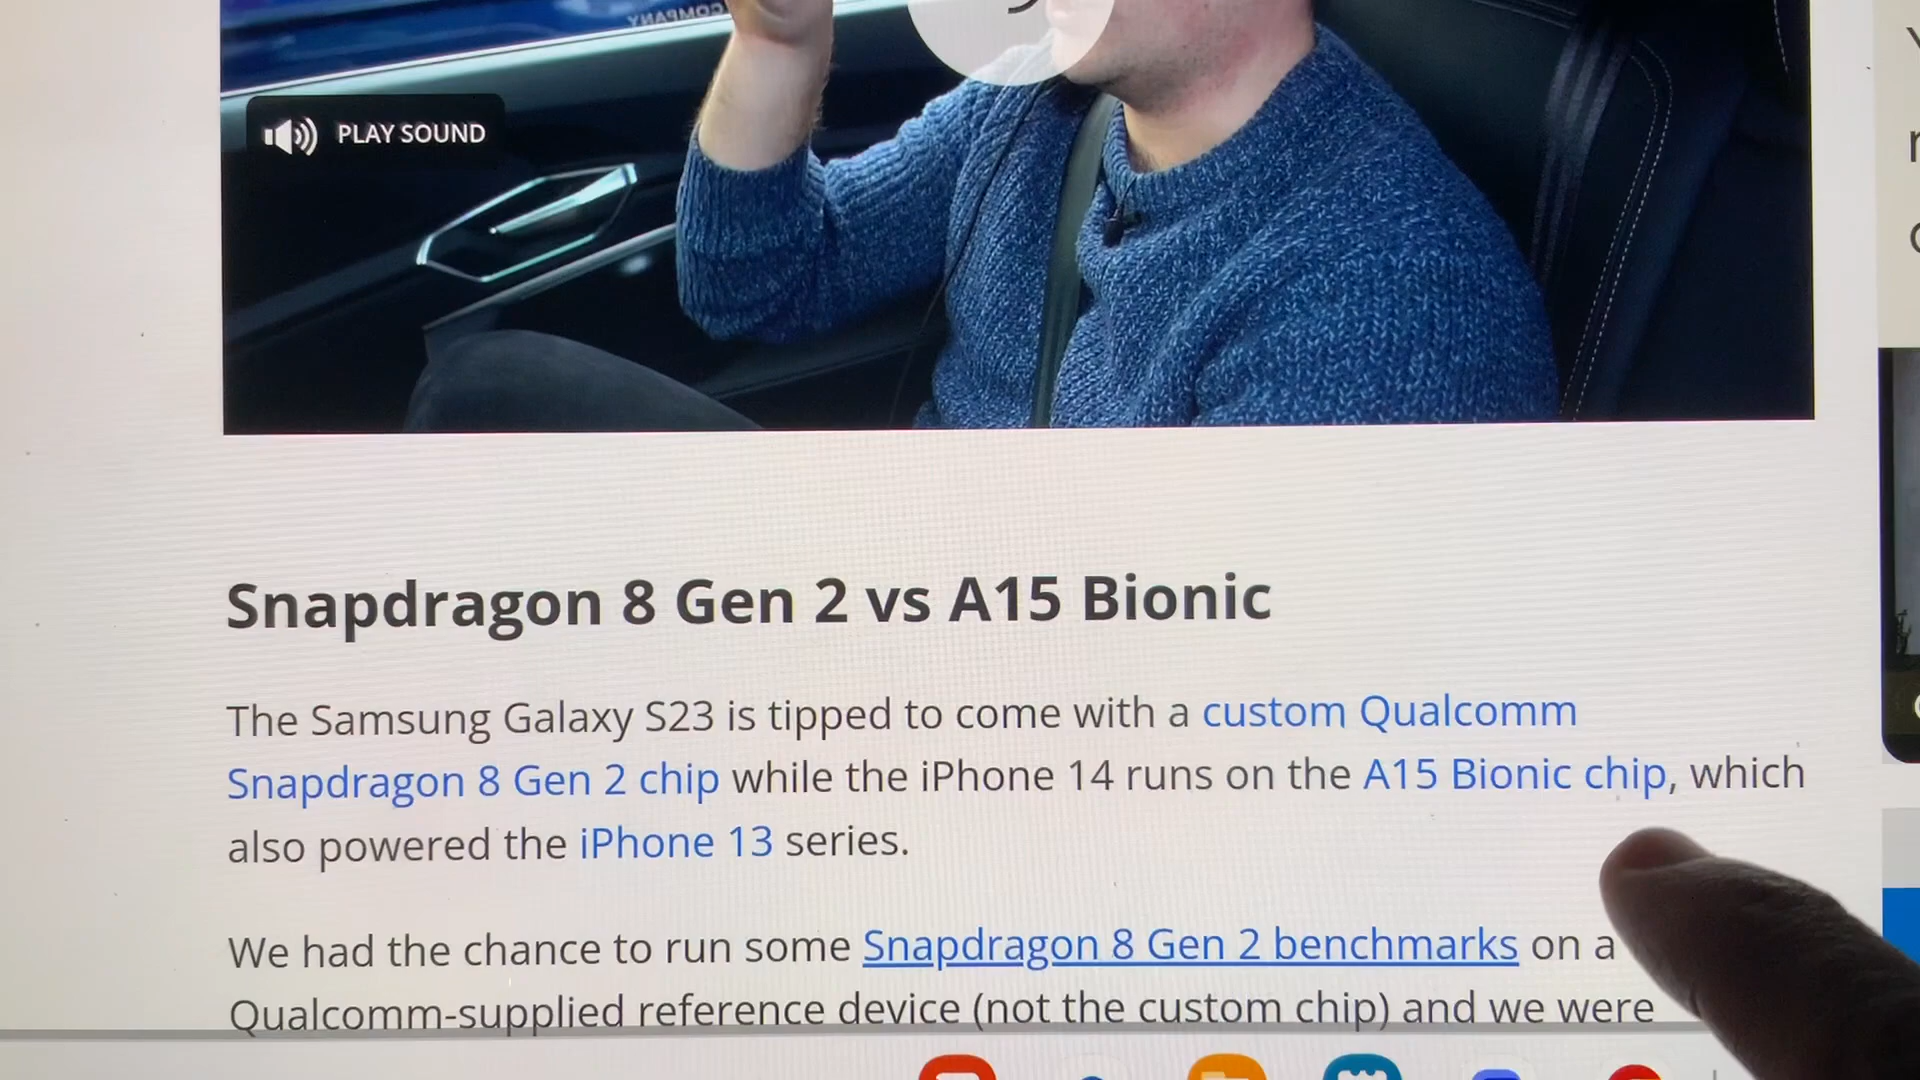 COMPANY
PLAY SOUND
Snapdragon 8 Gen 2 vs A15 Bionic
The Samsung Galaxy S23 is tipped to come with a custom Qualcomm
Snapdragon 8 Gen 2 chip while the iPhone 14 runs on the A15 Bionic chip, which
also powered the iPhone 13 series.
We had the chance to run some Snapdragon 8 Gen 2 benchmarks on a
Qualcomm-supplied reference device (not the custom chip) and we were